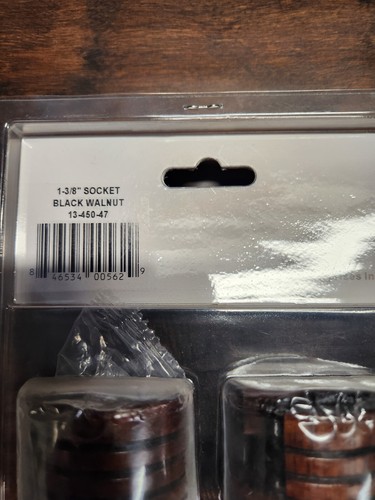 1-3/8" SOCKET
BLACK WALNUT
13-450-47
8 46534 00562 9